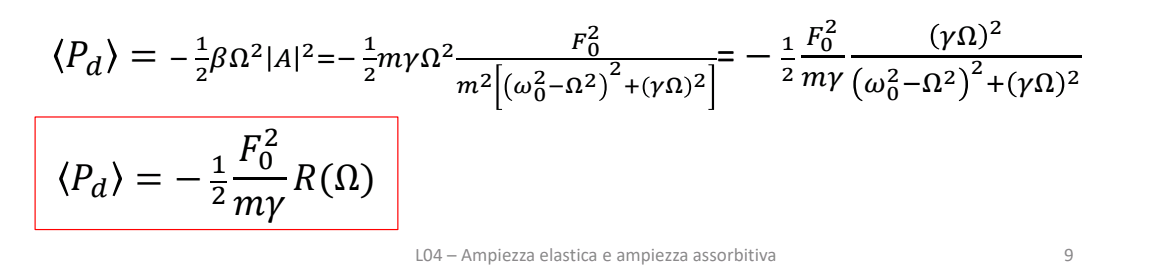 ⟨P_d⟩ = −½βΩ²|A|²=−½mγΩ² F₀² / m²[(ω₀²−Ω²)²+(γΩ)²] = − ½ F₀²/mγ (γΩ)² / (ω₀²−Ω²)²+(γΩ)²
⟨P_d⟩ = −½ F₀²/mγ R(Ω)
L04 – Ampiezza elastica e ampiezza assorbitiva 9